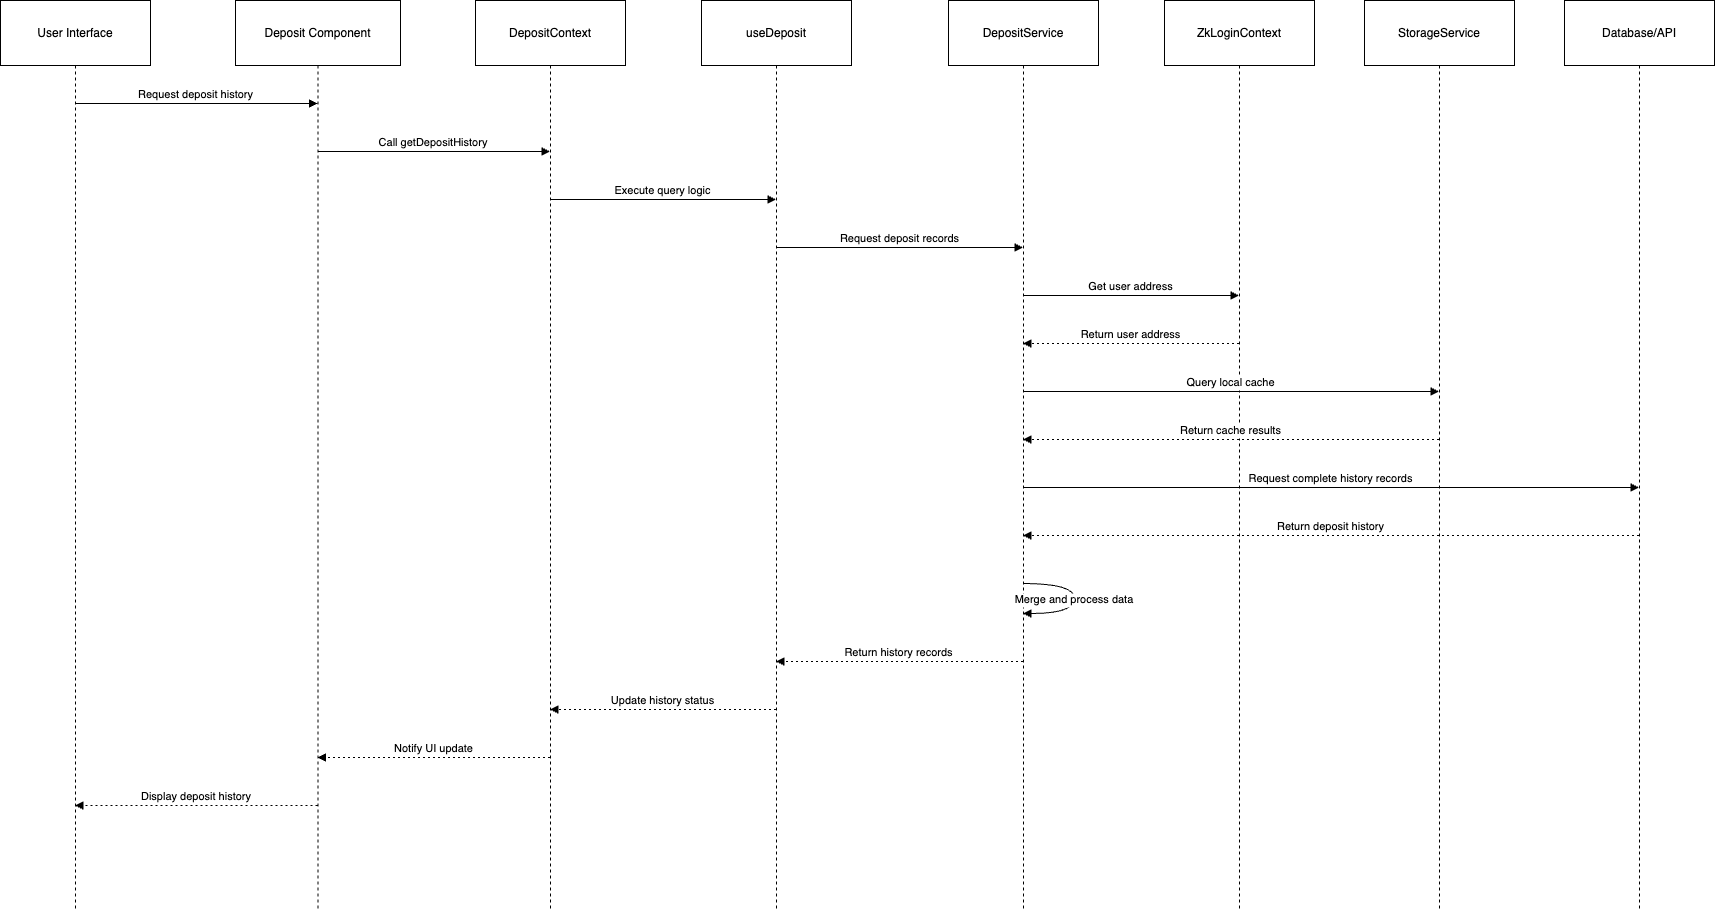 User Interface
Deposit Component
DepositContext
useDeposit
DepositService
ZkLoginContext
StorageService
Database/API
Request deposit history
Call getDepositHistory
Execute query logic
Request deposit records
Get user address
Return user address
Query local cache
Return cache results
Request complete history records
Return deposit history
Merge and process data
Return history records
Update history status
Notify UI update
Display deposit history